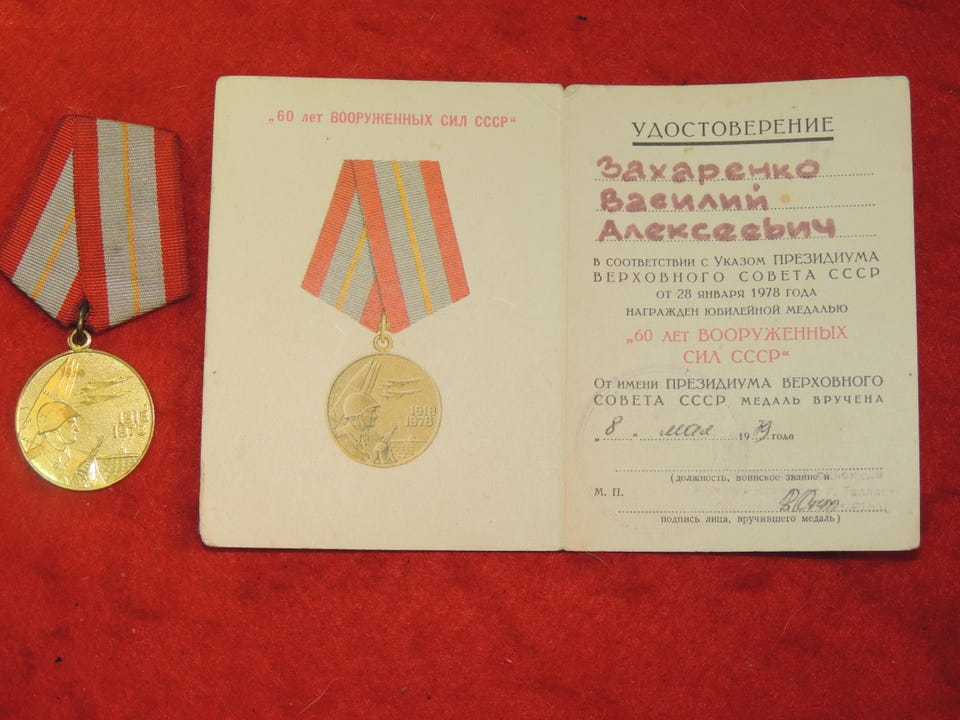 1918
1978
„60 лет ВООРУЖЕННЫХ СИЛ СССР“
1918
1978
УДОСТОВЕРЕНИЕ
Захаренко
Василий
Алексеевич
В СООТВЕТСТВИИ С УКАЗОМ ПРЕЗИДИУМА
ВЕРХОВНОГО СОВЕТА СССР
ОТ 28 ЯНВАРЯ 1978 ГОДА
НАГРАЖДЕН ЮБИЛЕЙНОЙ МЕДАЛЬЮ
„60 ЛЕТ ВООРУЖЕННЫХ
СИЛ СССР“
От имени ПРЕЗИДИУМА ВЕРХОВНОГО
СОВЕТА СССР МЕДАЛЬ ВРУЧЕНА
„8“ мая 1979 года
(должность, воинское звание и
М. П.
подпись лица, вручившего медаль)